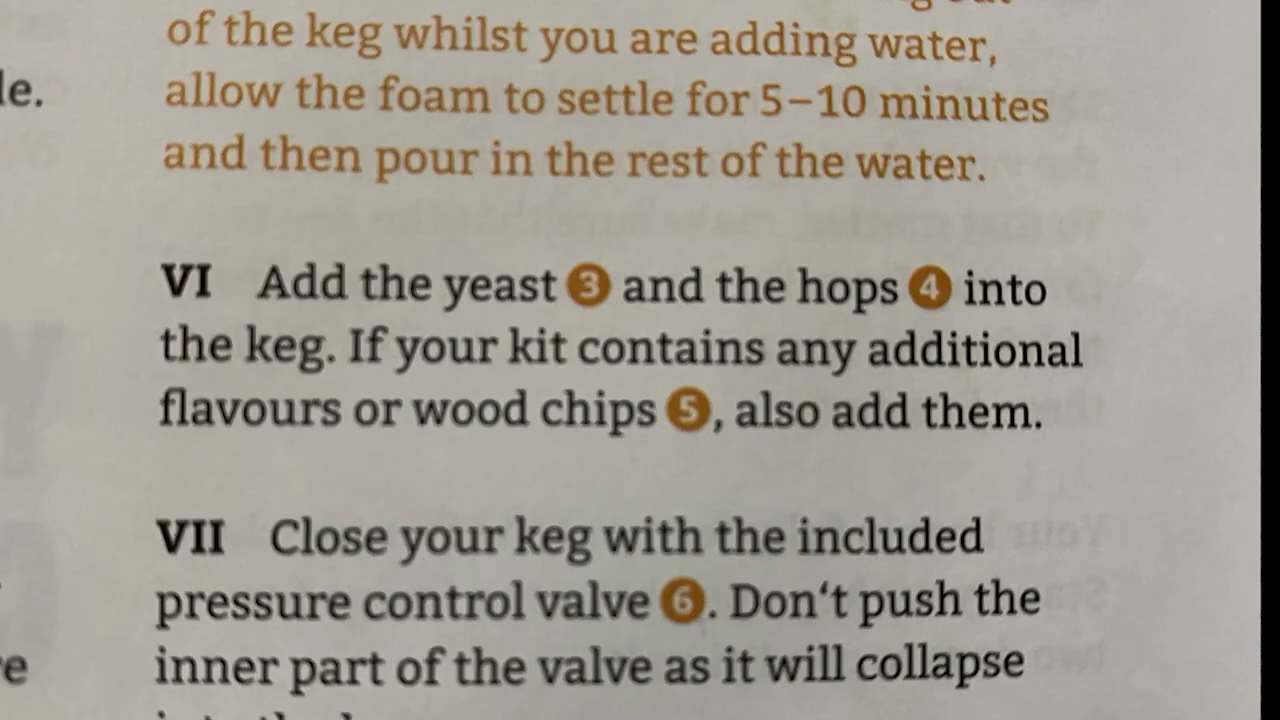 of the keg whilst you are adding water,
le.
allow the foam to settle for 5–10 minutes
and then pour in the rest of the water.
VI Add the yeast 3 and the hops 4 into
the keg. If your kit contains any additional
flavours or wood chips 5, also add them.
VII Close your keg with the included
pressure control valve 6. Don‘t push the
inner part of the valve as it will collapse